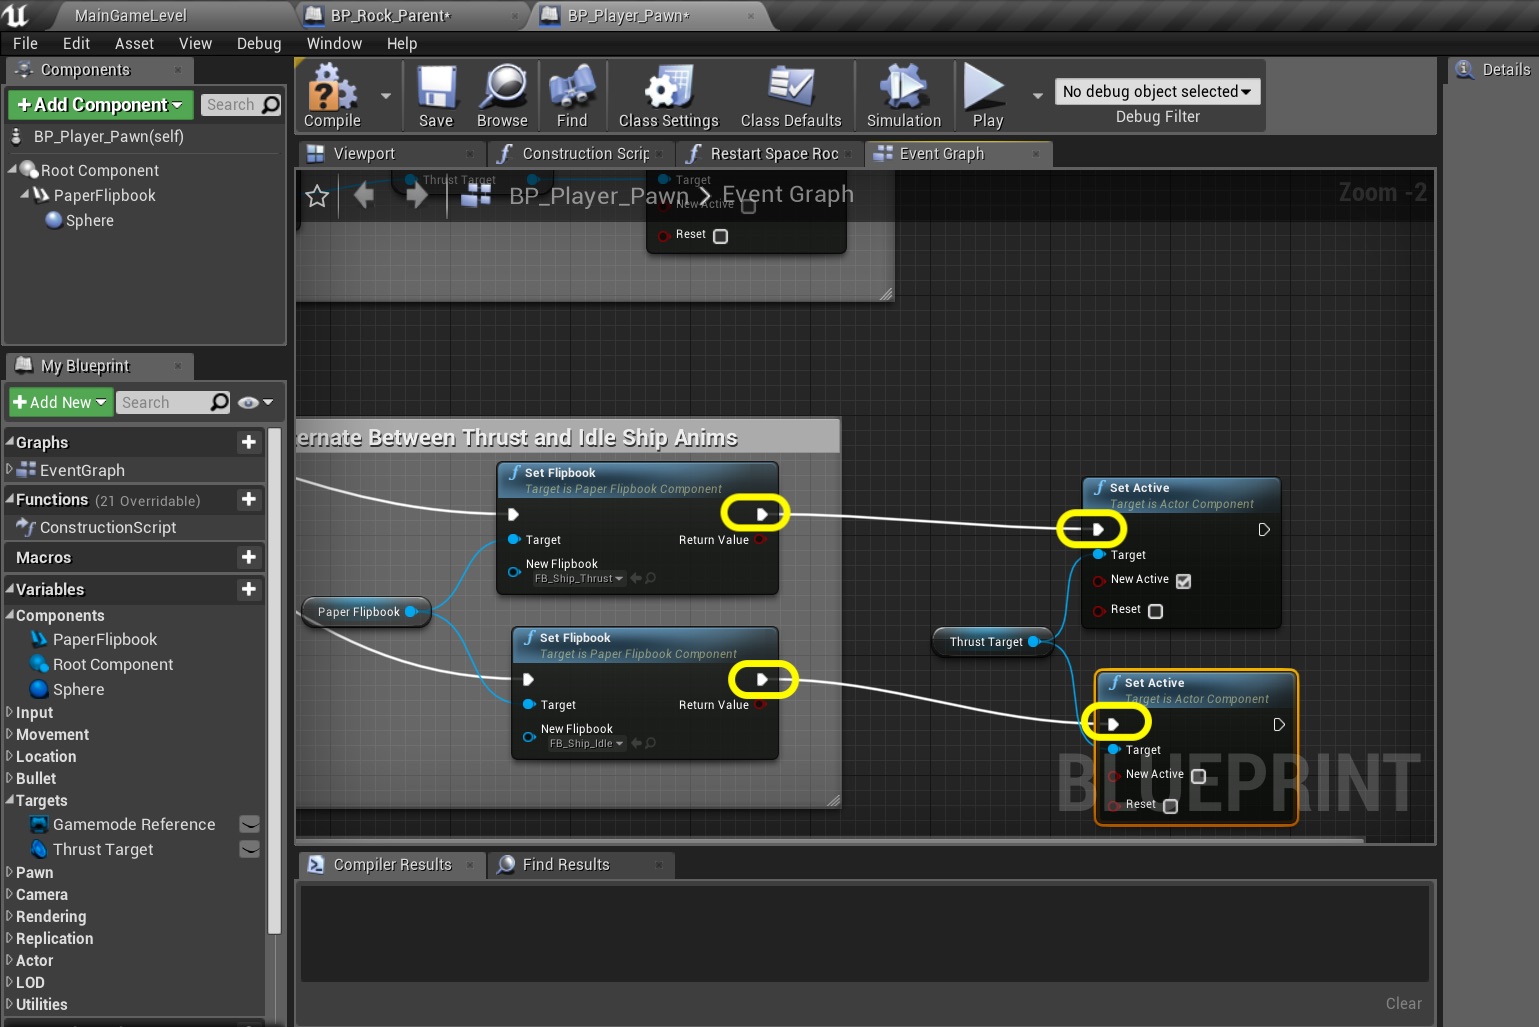 MainGameLevel
BP_Rock_Parent*
BP_Player_Pawn*
File Edit Asset View Debug Window Help
Components
Add Component
Search
BP_Player_Pawn(self)
Root Component
PaperFlipbook
Sphere
Compile
Save
Browse
Find
Class Settings
Class Defaults
Simulation
Play
No debug object selected
Debug Filter
Details
Viewport
Construction Scrip
Restart Space Roc
Event Graph
BP_Player_Pawn > Event Graph
Zoom -2
Thrust Target
Target
New Active
Reset
My Blueprint
Add New
Search
Graphs
EventGraph
Functions (21 Overridable)
ConstructionScript
Macros
Variables
Components
PaperFlipbook
Root Component
Sphere
Input
Movement
Location
Bullet
Targets
Gamemode Reference
Thrust Target
Pawn
Camera
Rendering
Replication
Actor
LOD
Utilities
ernate Between Thrust and Idle Ship Anims
Set Flipbook
Target is Paper Flipbook Component
Target
Return Value
New Flipbook
FB_Ship_Thrust
Paper Flipbook
Set Flipbook
Target is Paper Flipbook Component
Target
Return Value
New Flipbook
FB_Ship_Idle
Set Active
Target is Actor Component
Target
New Active
Reset
Thrust Target
Set Active
Target is Actor Component
Target
New Active
Reset
BLUEPRINT
Compiler Results
Find Results
Clear